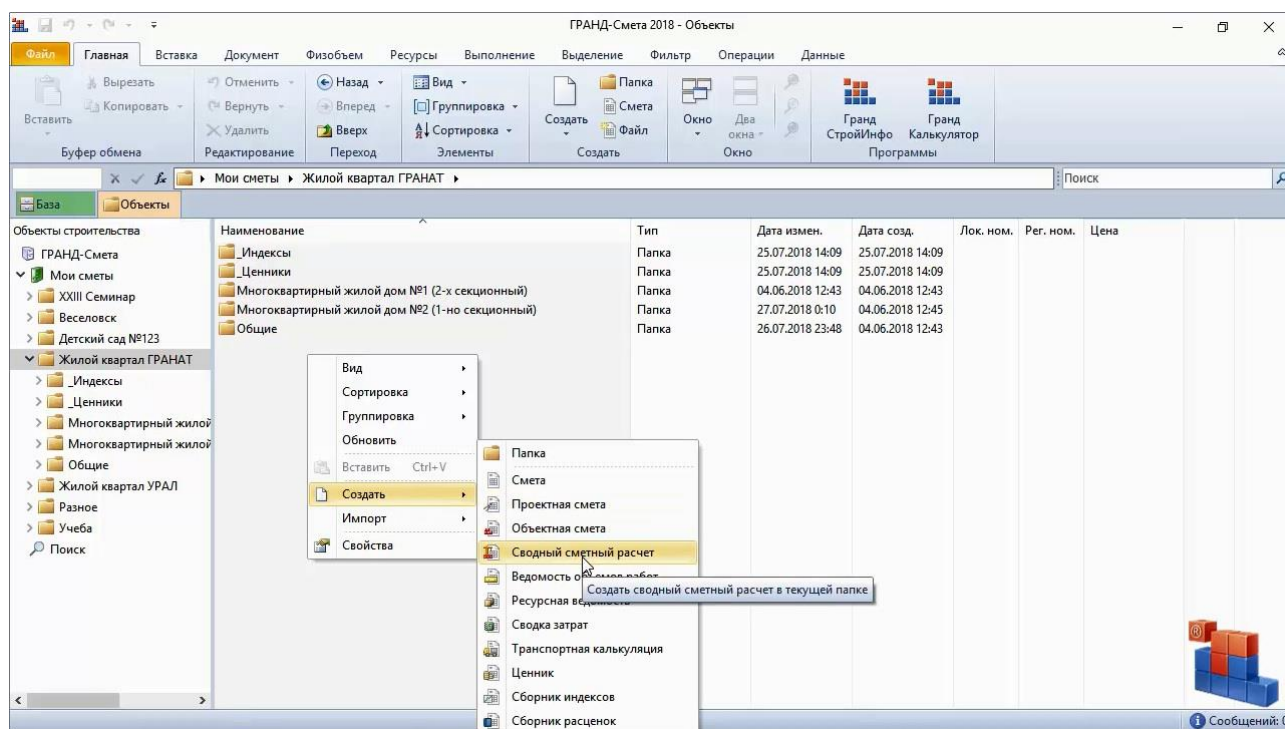 ГРАНД-Смета 2018 - Объекты
Файл Главная Вставка Документ Физобъем Ресурсы Выполнение Выделение Фильтр Операции Данные
Вставить
Вырезать
Копировать
Буфер обмена
Отменить
Вернуть
Удалить
Редактирование
Назад
Вперед
Вверх
Переход
Вид
Группировка
Сортировка
Элементы
Создать
Папка
Смета
Файл
Создать
Окно
Два окна
Окно
Гранд СтройИнфо
Гранд Калькулятор
Программы
fx Мои сметы Жилой квартал ГРАНАТ Поиск
База Объекты
Объекты строительства
ГРАНД-Смета
Мои сметы
XXIII Семинар
Веселовск
Детский сад №123
Жилой квартал ГРАНАТ
_Индексы
_Ценники
Многоквартирный жилой
Многоквартирный жилой
Общие
Жилой квартал УРАЛ
Разное
Учеба
Поиск
Наименование Тип Дата измен. Дата созд. Лок. ном. Рег. ном. Цена
_Индексы Папка 25.07.2018 14:09 25.07.2018 14:09
_Ценники Папка 25.07.2018 14:09 25.07.2018 14:09
Многоквартирный жилой дом №1 (2-х секционный) Папка 04.06.2018 12:43 04.06.2018 12:43
Многоквартирный жилой дом №2 (1-но секционный) Папка 27.07.2018 0:10 04.06.2018 12:45
Общие Папка 26.07.2018 23:48 04.06.2018 12:43
Вид
Сортировка
Группировка
Обновить
Вставить Ctrl+V
Создать
Импорт
Свойства
Папка
Смета
Проектная смета
Объектная смета
Сводный сметный расчет
Ведомость объемов работ
Создать сводный сметный расчет в текущей папке
Ресурсная ведомость
Сводка затрат
Транспортная калькуляция
Ценник
Сборник индексов
Сборник расценок
®
Сообщений: 0